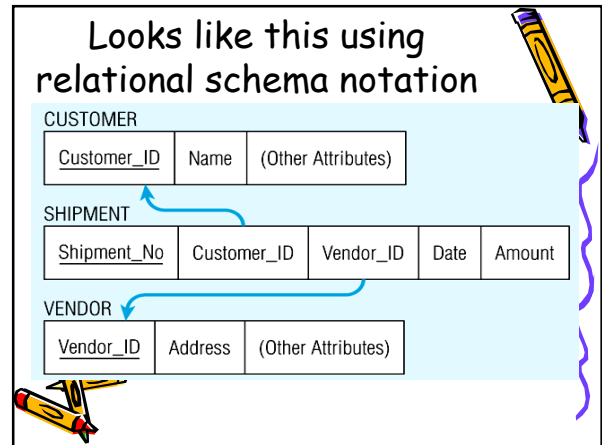 Looks like this using
relational schema notation
CUSTOMER
Customer_ID Name (Other Attributes)
SHIPMENT
Shipment_No Customer_ID Vendor_ID Date Amount
VENDOR
Vendor_ID Address (Other Attributes)